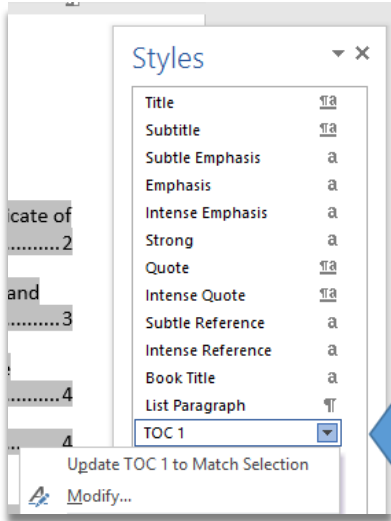 Styles
Title ¶a
Subtitle ¶a
Subtle Emphasis a
Emphasis a
Intense Emphasis a
Strong a
Quote ¶a
Intense Quote ¶a
Subtle Reference a
Intense Reference a
Book Title a
List Paragraph ¶
TOC 1
icate of
..........2
and
..........3
..........4
4
Update TOC 1 to Match Selection
Modify...